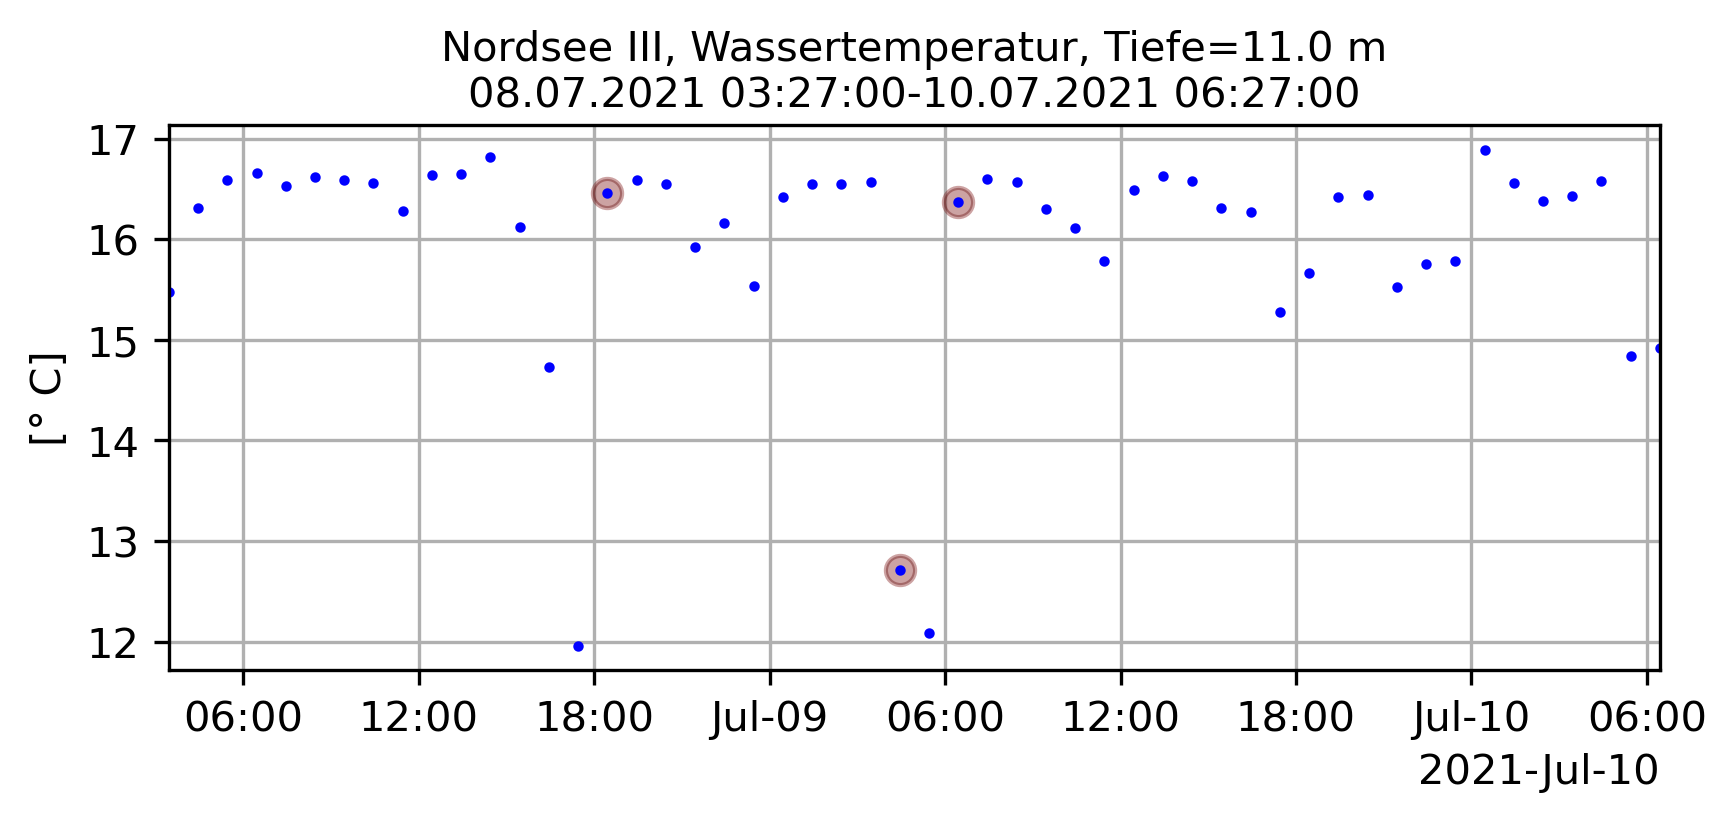 Nordsee III, Wassertemperatur, Tiefe=11.0 m
08.07.2021 03:27:00-10.07.2021 06:27:00
17
16
15
14
13
12
[° C]
06:00 12:00 18:00 Jul-09 06:00 12:00 18:00 Jul-10 06:00
2021-Jul-10